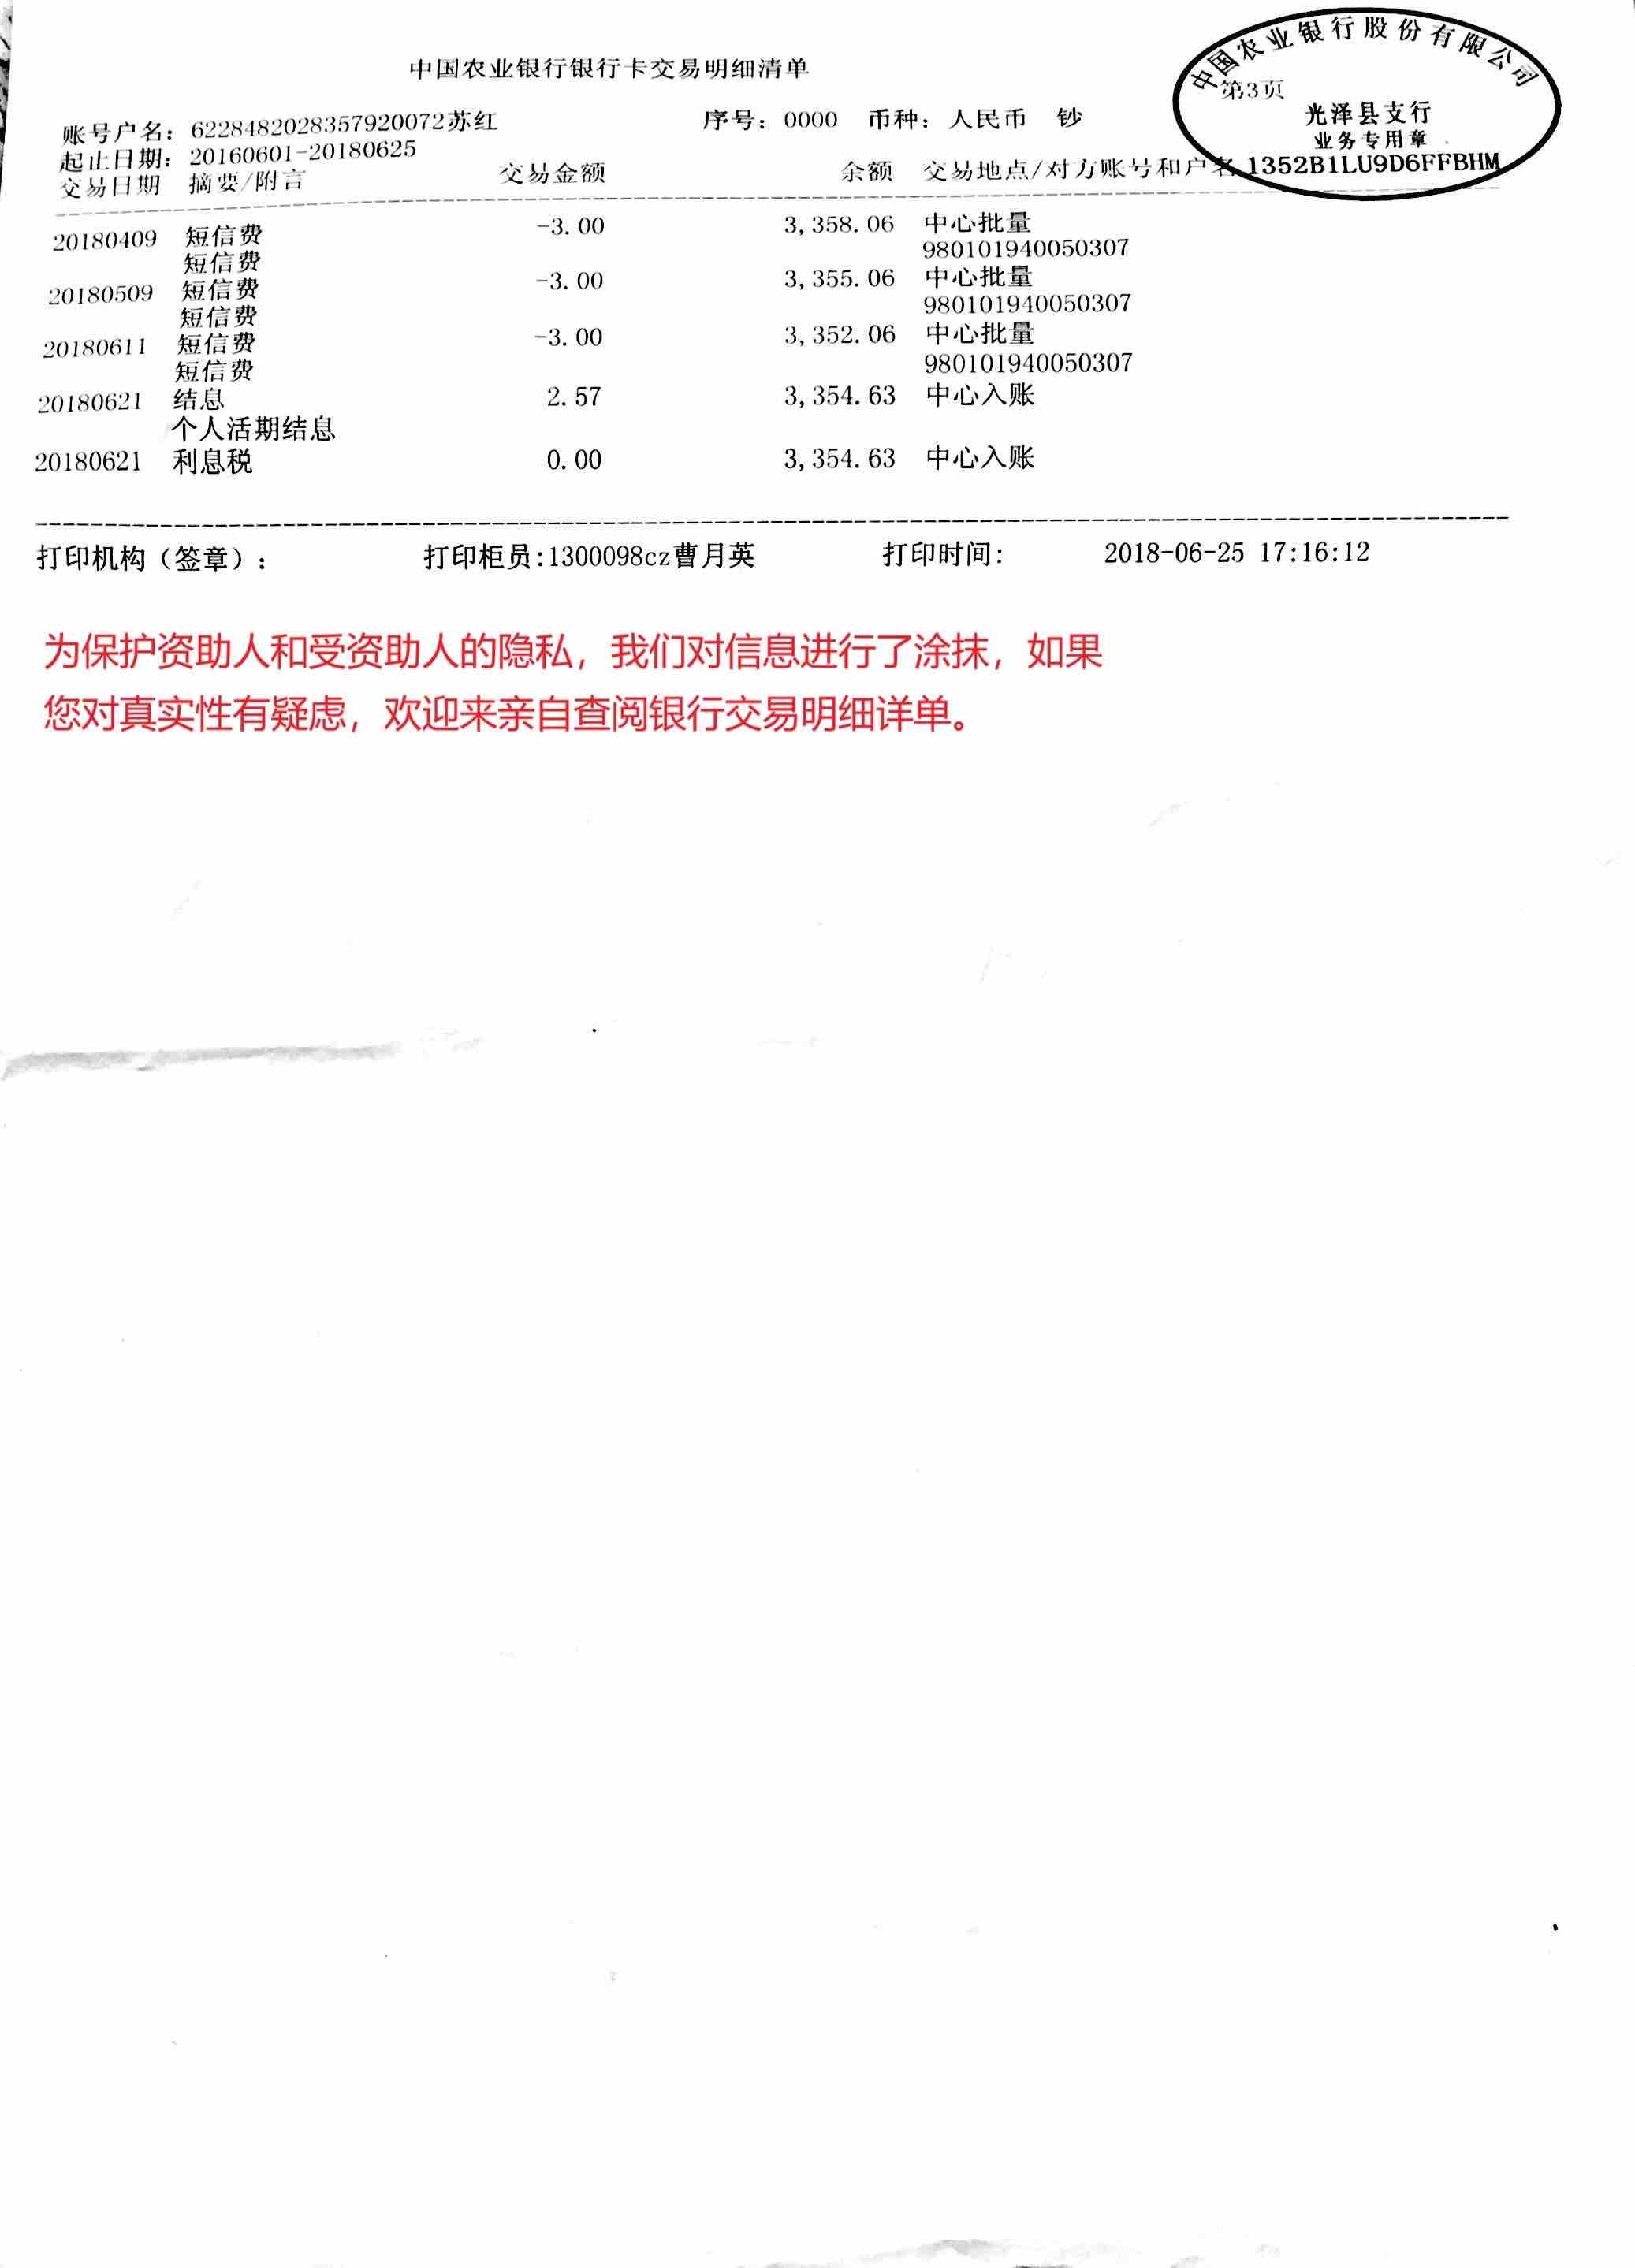 中国农业银行股份有限公司
中国农业银行银行卡交易明细清单
第3页
光泽县支行
业务专用章
账号户名：6228482028357920072苏红 序号：0000 币种：人民币 钞
起止日期：20160601-20180625
1352B1LU9D6FFBHM
交易日期 摘要/附言 交易金额 余额 交易地点/对方账号和户名
20180409 短信费 -3.00 3,358.06 中心批量
短信费 980101940050307
20180509 短信费 -3.00 3,355.06 中心批量
短信费 980101940050307
20180611 短信费 -3.00 3,352.06 中心批量
短信费 980101940050307
20180621 结息 2.57 3,354.63 中心入账
个人活期结息
20180621 利息税 0.00 3,354.63 中心入账
打印机构（签章）： 打印柜员:1300098cz曹月英 打印时间: 2018-06-25 17:16:12
为保护资助人和受资助人的隐私，我们对信息进行了涂抹，如果
您对真实性有疑虑，欢迎来亲自查阅银行交易明细详单。